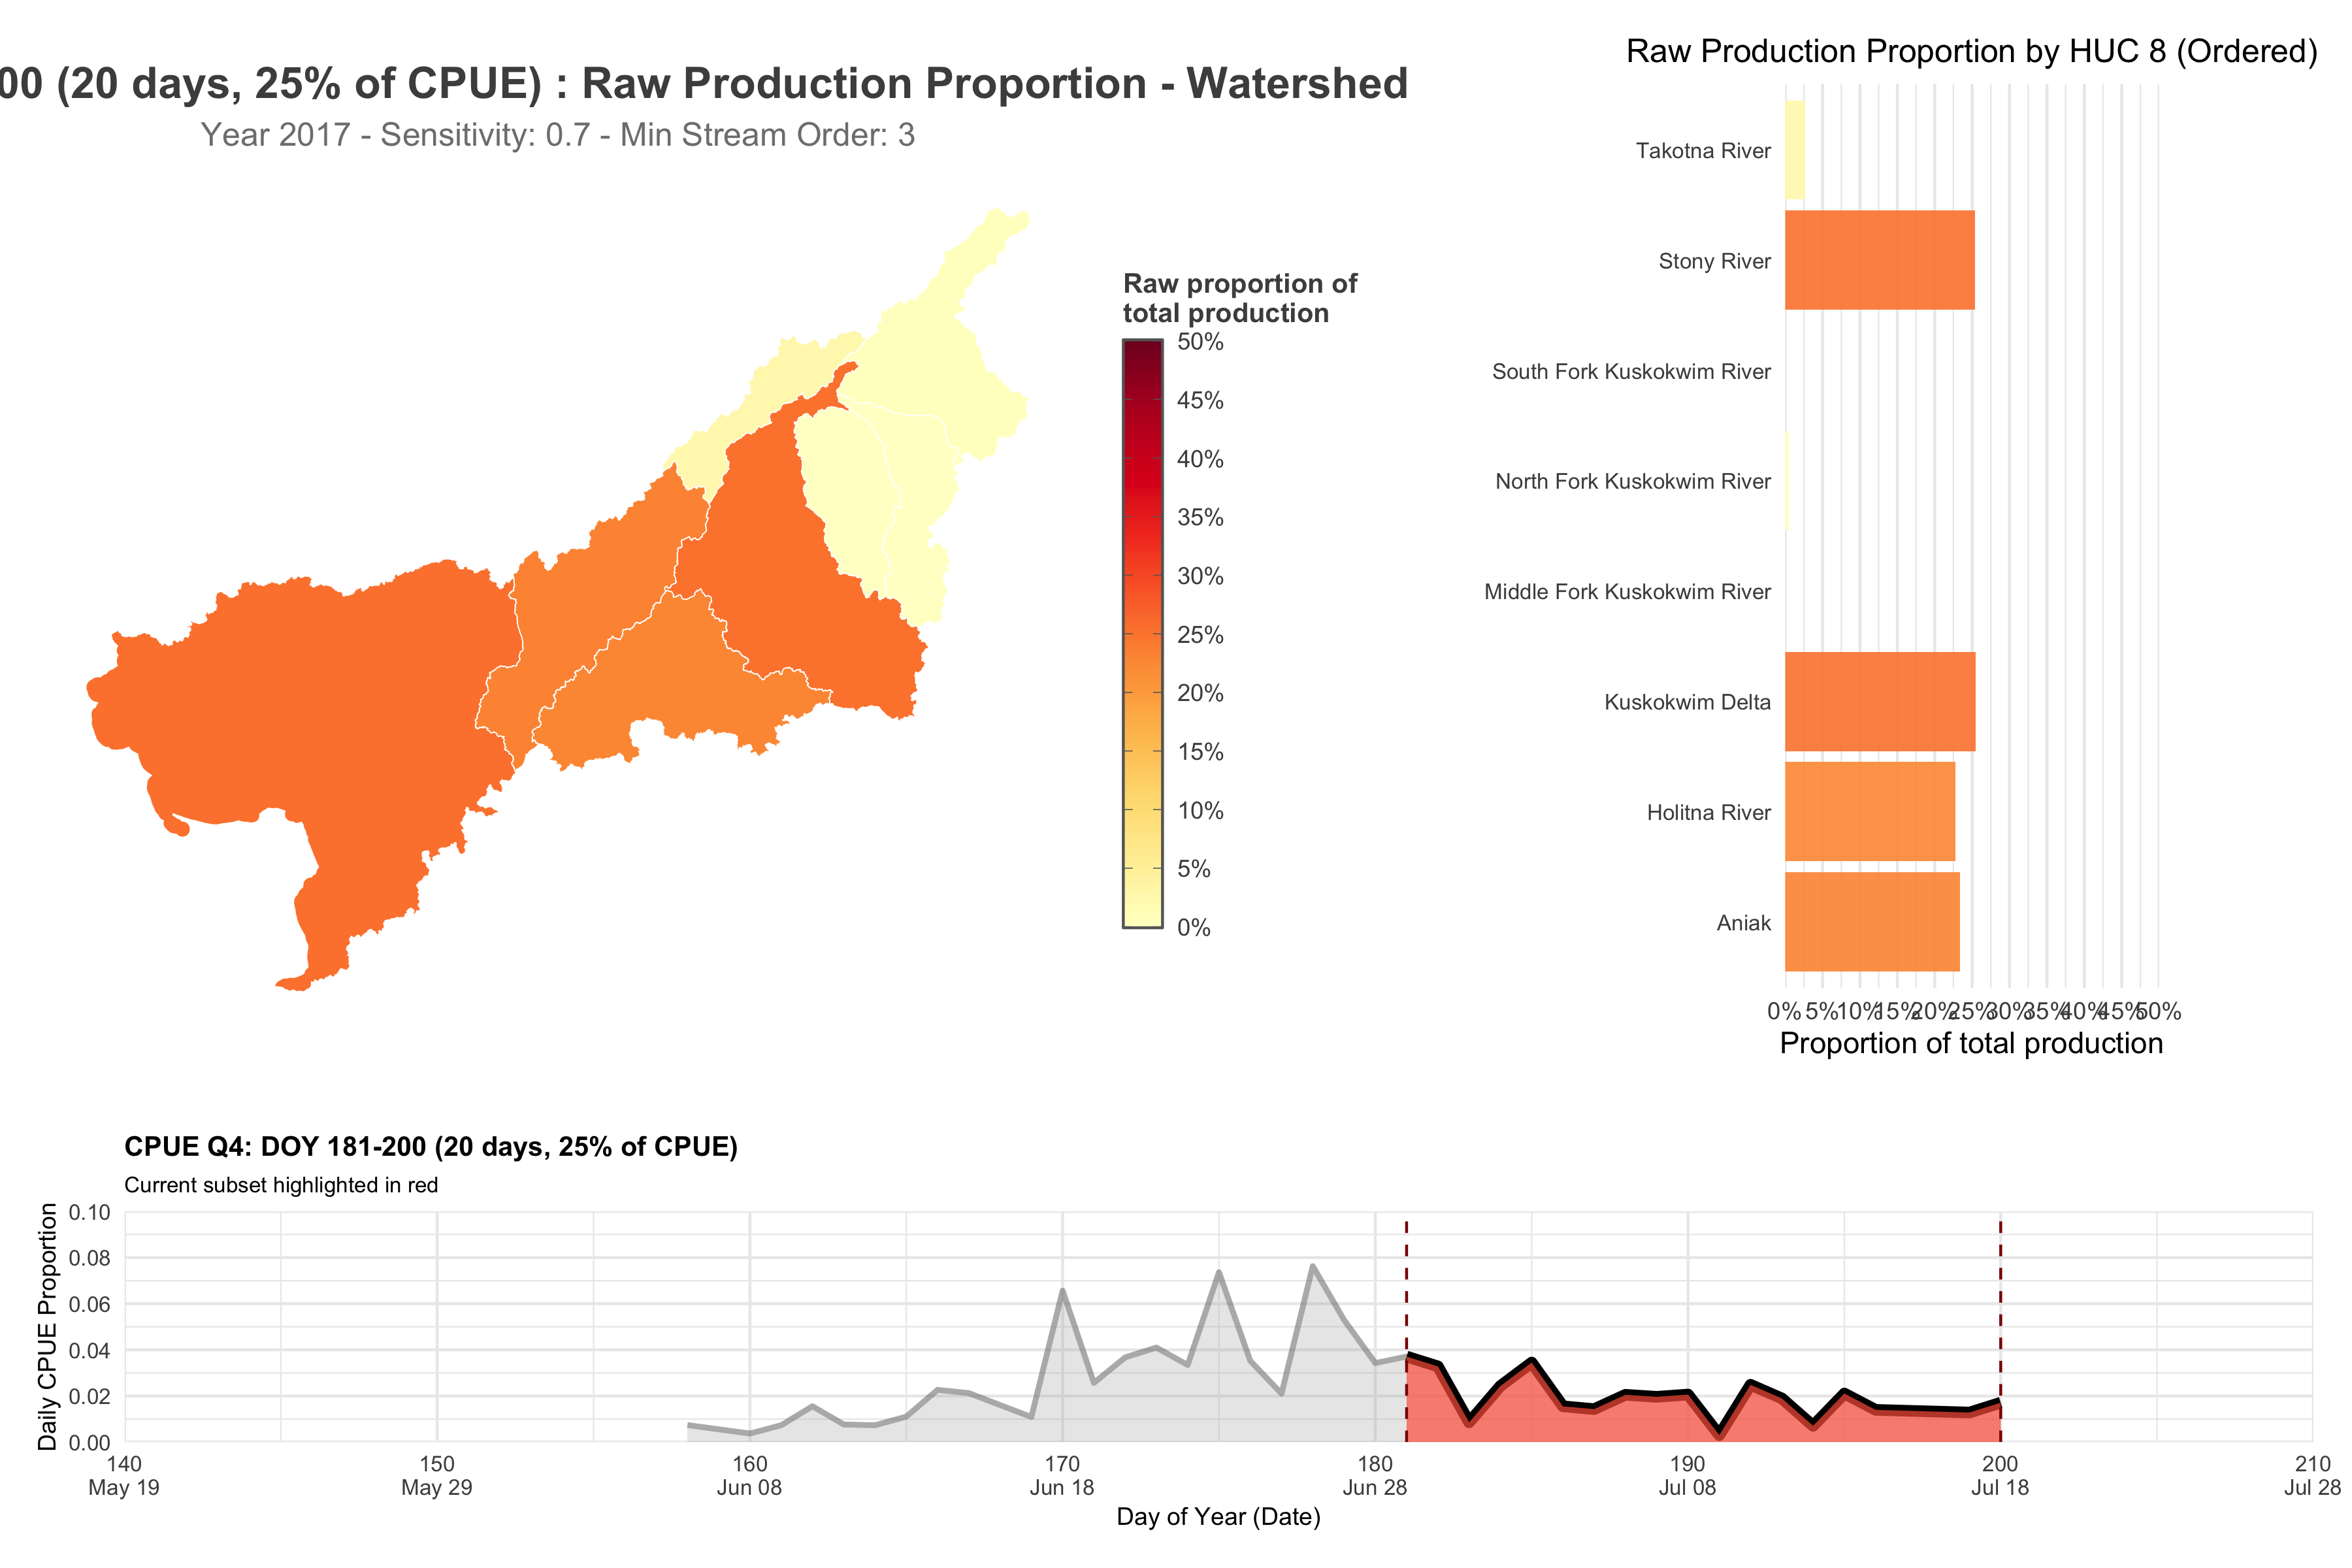 00 (20 days, 25% of CPUE) : Raw Production Proportion - Watershed
Year 2017 - Sensitivity: 0.7 - Min Stream Order: 3
Raw proportion of
total production
50%
45%
40%
35%
30%
25%
20%
15%
10%
5%
0%
Raw Production Proportion by HUC 8 (Ordered)
Takotna River
Stony River
South Fork Kuskokwim River
North Fork Kuskokwim River
Middle Fork Kuskokwim River
Kuskokwim Delta
Holitna River
Aniak
0% 5% 10% 15% 20% 25% 30% 35% 40% 45% 50%
Proportion of total production
CPUE Q4: DOY 181-200 (20 days, 25% of CPUE)
Current subset highlighted in red
Daily CPUE Proportion
0.10
0.08
0.06
0.04
0.02
0.00
140 150 160 170 180 190 200 210
May 19 May 29 Jun 08 Jun 18 Jun 28 Jul 08 Jul 18 Jul 28
Day of Year (Date)